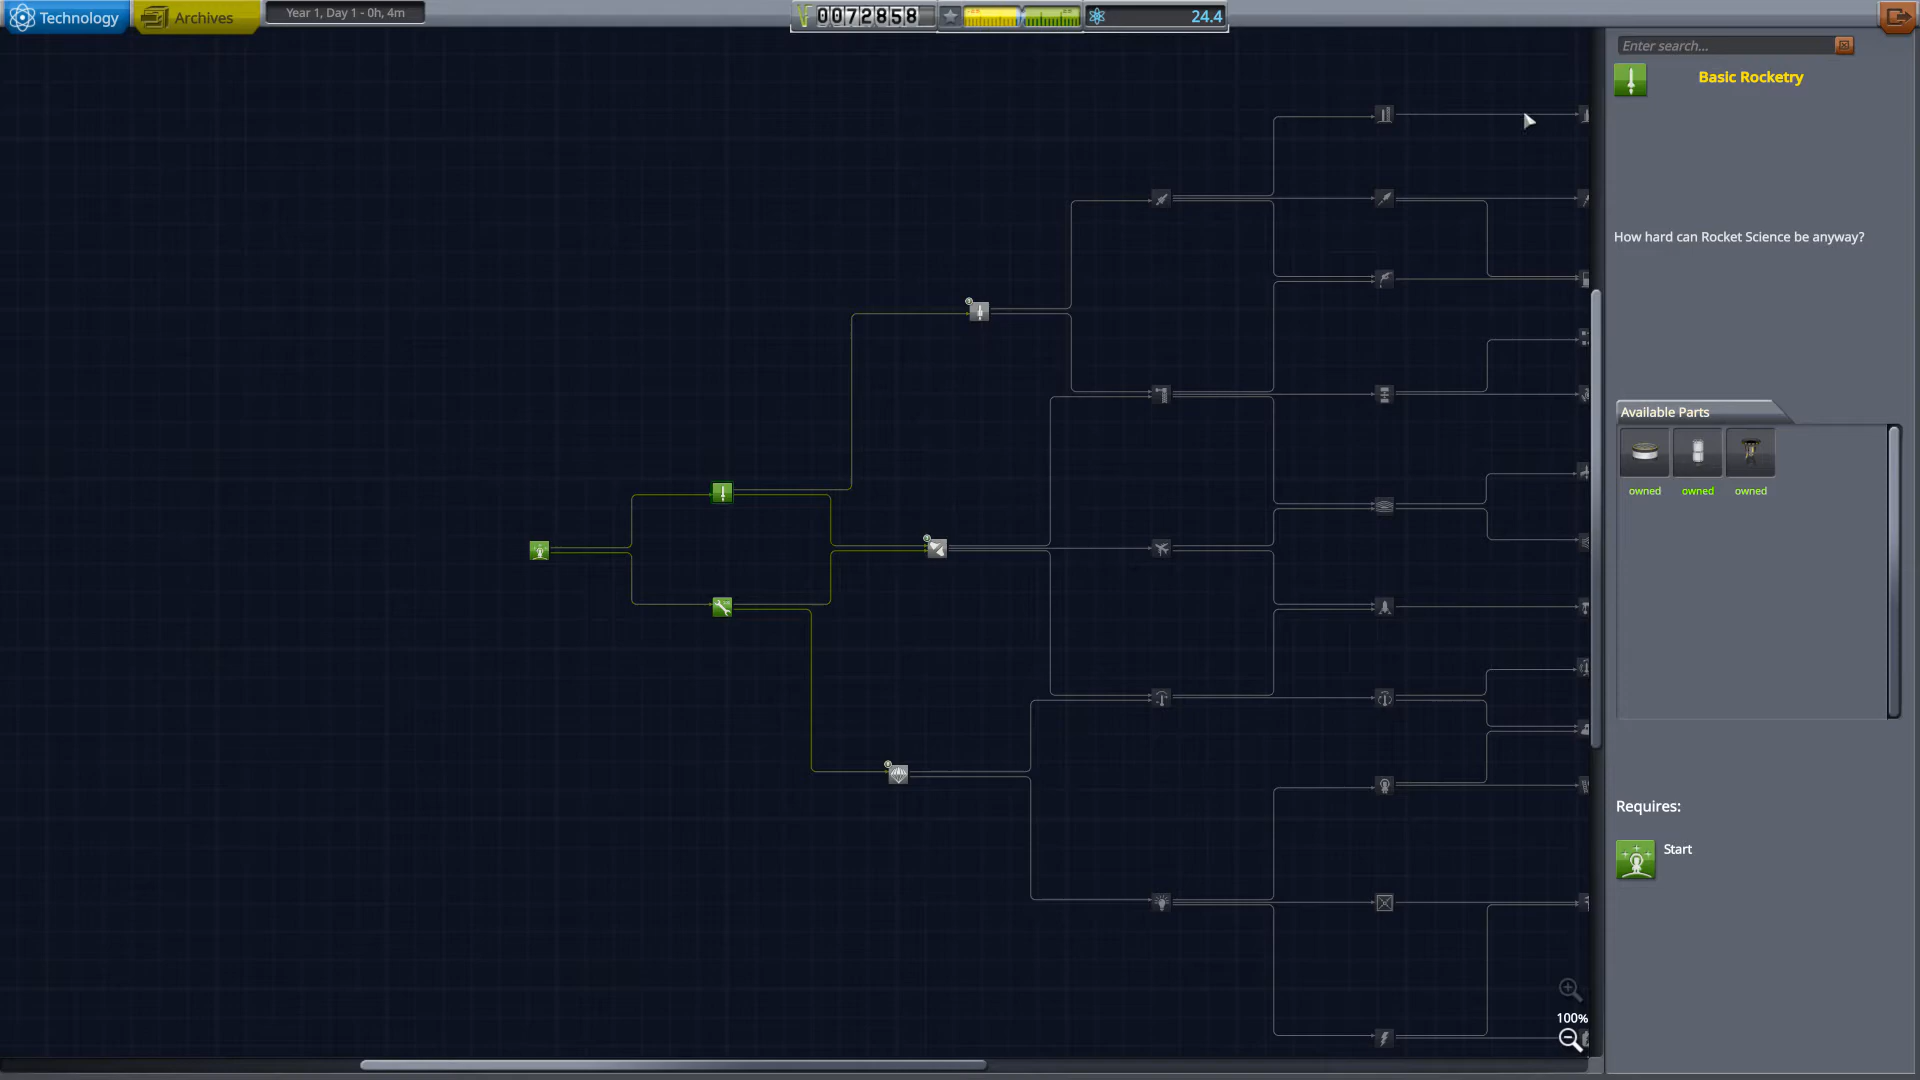 Technology
Archives
Year 1, Day 1 - 0h, 4m
0072858
24.4
Enter search...
Basic Rocketry
How hard can Rocket Science be anyway?
Available Parts
owned
owned
owned
Requires:
Start
100%